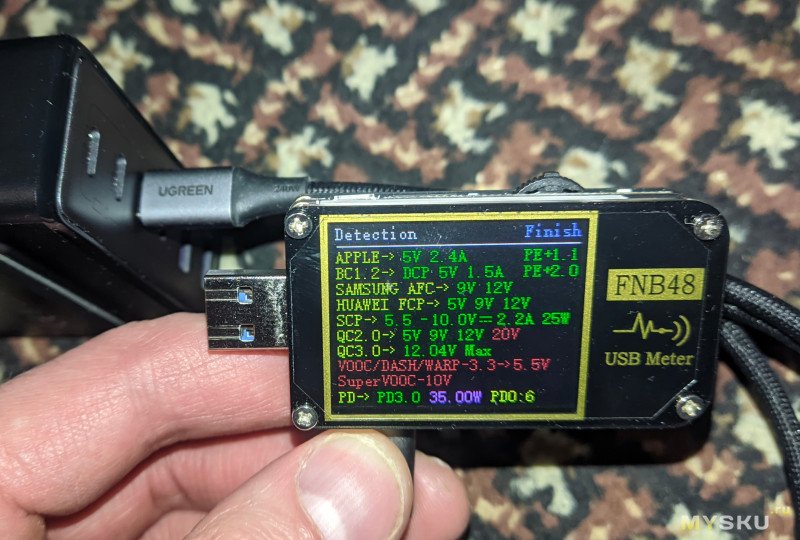 UGREEN
240W
Detection Finish
APPLE-> 5V 2.4A PE+1.1
BC1.2-> DCP 5V 1.5A PE+2.0
SAMSUNG AFC-> 9V 12V
HUAWEI FCP-> 5V 9V 12V
SCP-> 5.5 -10.0V=2.2A 25W
QC2.0-> 5V 9V 12V 20V
QC3.0-> 12.04V Max
VOOC/DASH/WARP-3.3->5.5V
SuperVOOC-10V
PD-> PD3.0 35.00W PDO:6
FNB48
USB Meter
MYSKU.ru